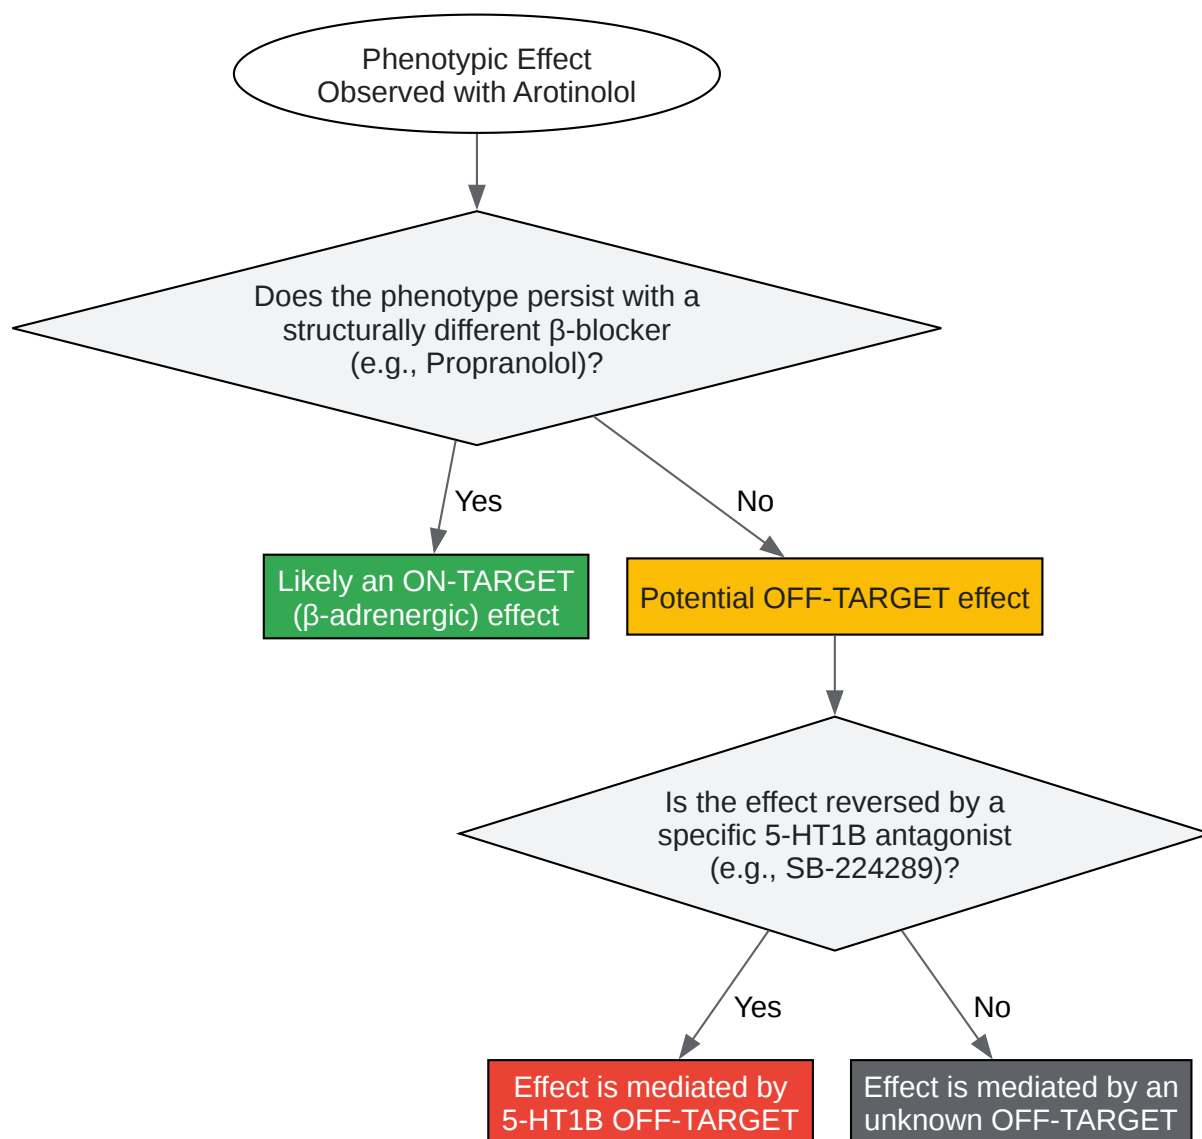 Phenotypic Effect
Observed with Arotinolol
Does the phenotype persist with a
structurally different β-blocker
(e.g., Propranolol)?
Yes
No
Likely an ON-TARGET
(β-adrenergic) effect
Potential OFF-TARGET effect
Is the effect reversed by a
specific 5-HT1B antagonist
(e.g., SB-224289)?
Yes
No
Effect is mediated by
5-HT1B OFF-TARGET
Effect is mediated by an
unknown OFF-TARGET